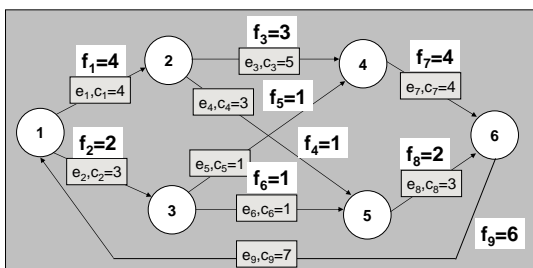 f3=3
f1=4
2
e3,c3=5
4
f7=4
e1,c1=4
e4,c4=3
f5=1
e7,c7=4
1
f2=2
f4=1
6
e5,c5=1
f8=2
e2,c2=3
f6=1
e8,c8=3
3
e6,c6=1
5
f9=6
e9,c9=7